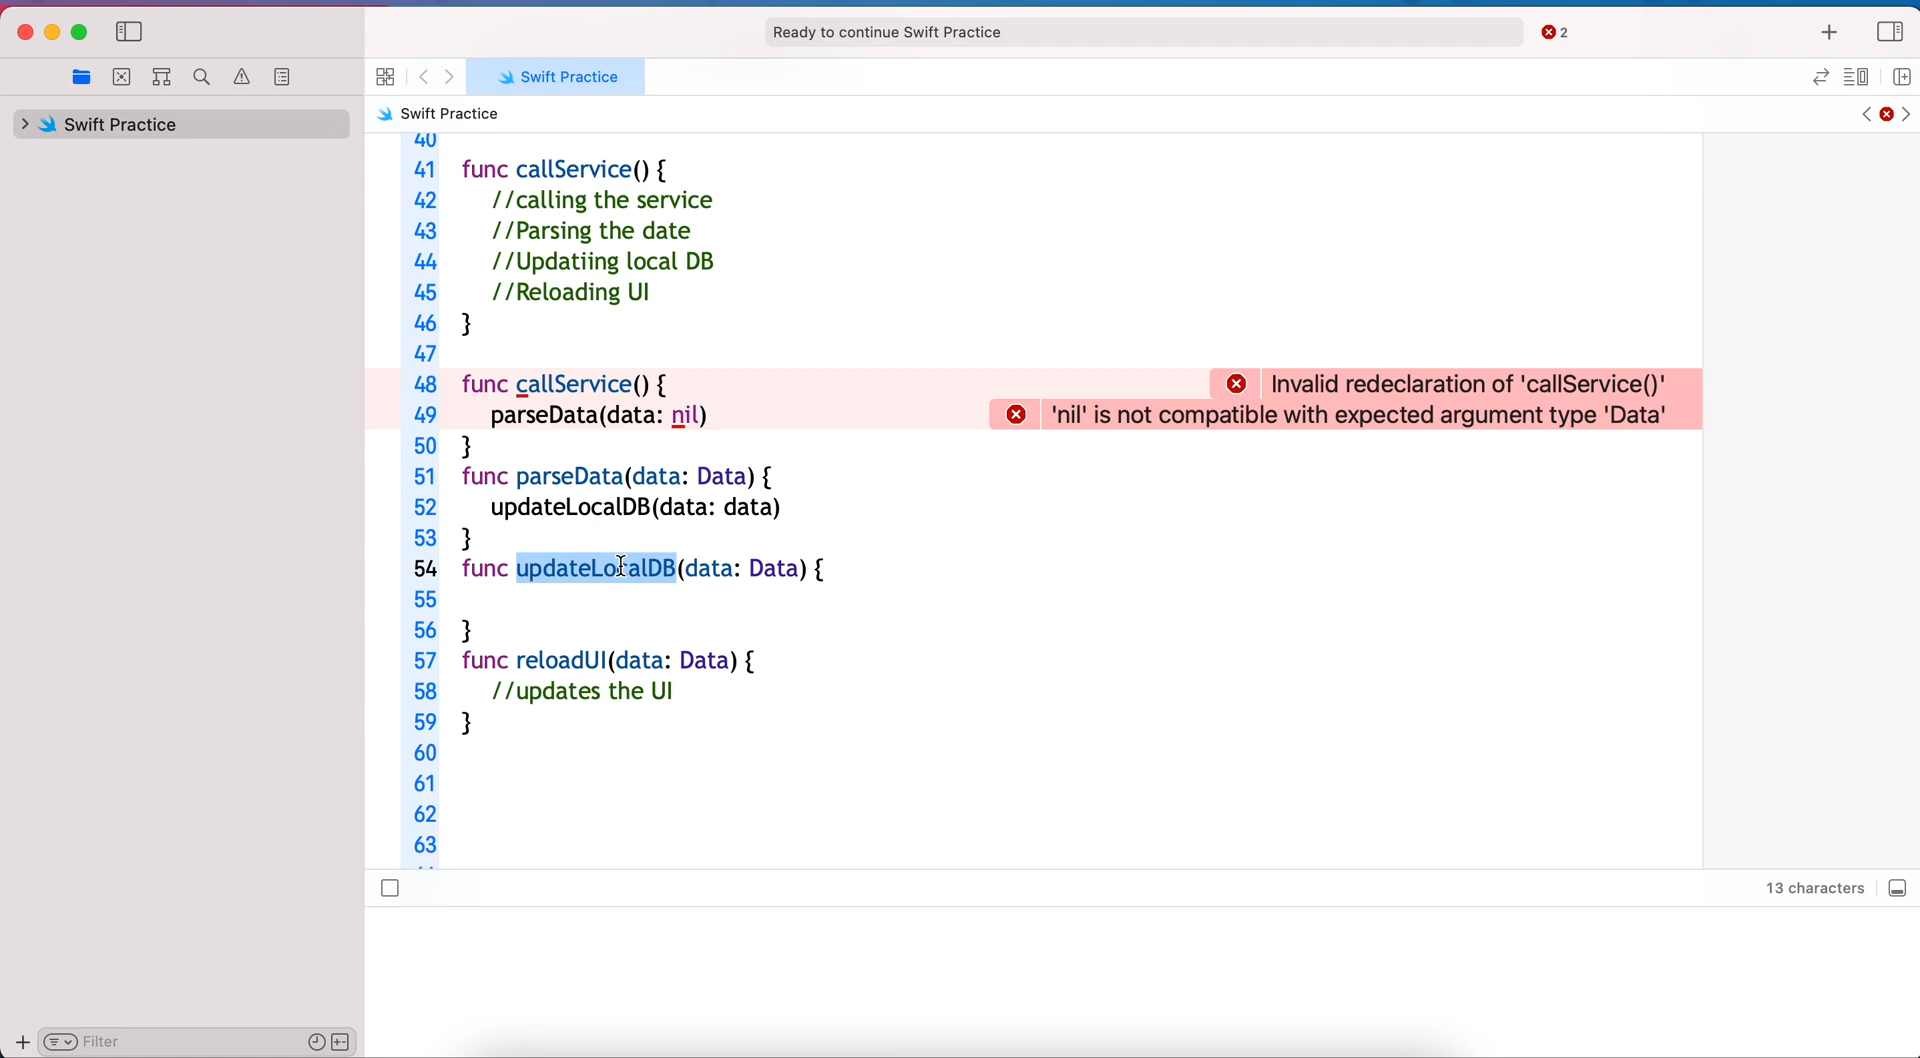 Ready to continue Swift Practice
2
Swift Practice
Swift Practice
Swift Practice
40
41 func callService() {
42 //calling the service
43 //Parsing the date
44 //Updatiing local DB
45 //Reloading UI
46 }
47
48 func callService() { Invalid redeclaration of 'callService()'
49 parseData(data: nil) 'nil' is not compatible with expected argument type 'Data'
50 }
51 func parseData(data: Data) {
52 updateLocalDB(data: data)
53 }
54 func updateLocalDB(data: Data) {
55
56 }
57 func reloadUI(data: Data) {
58 //updates the UI
59 }
60
61
62
63
13 characters
Filter